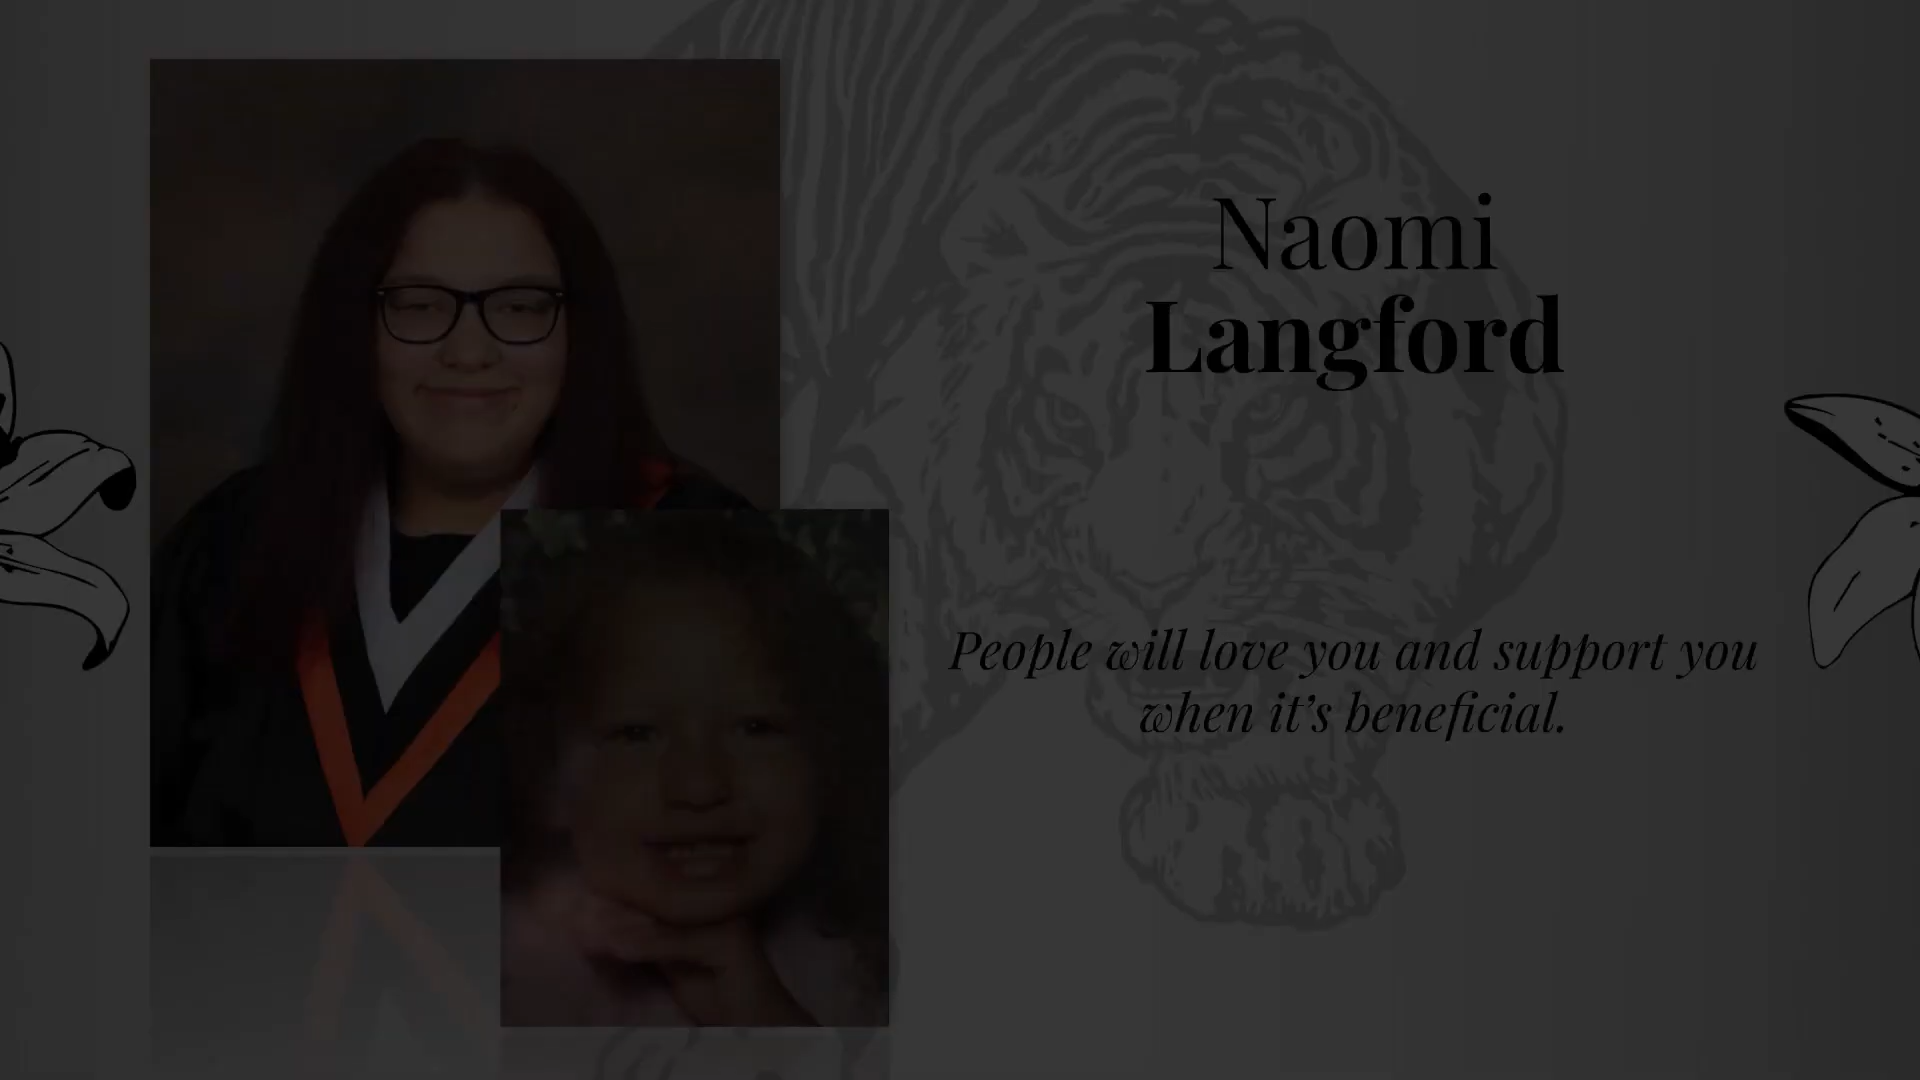 Naomi
Langford
People will love you and support you
when it’s beneficial.